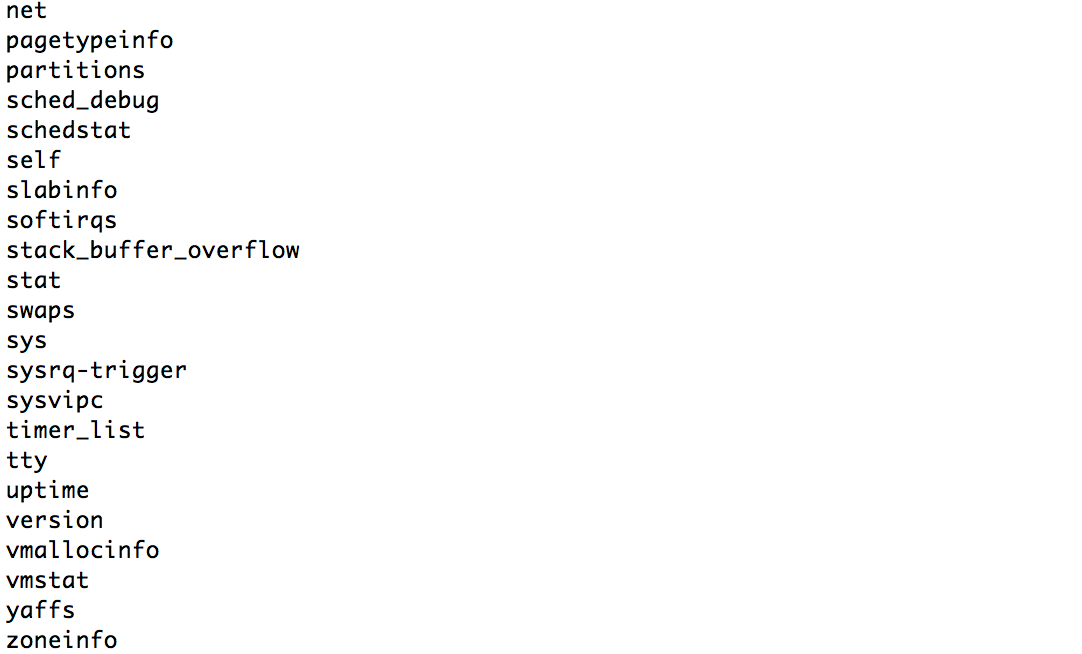 net
pagetypeinfo
partitions
sched_debug
schedstat
self
slabinfo
softirqs
stack_buffer_overflow
stat
swaps
sys
sysrq-trigger
sysvipc
timer_list
tty
uptime
version
vmallocinfo
vmstat
yaffs
zoneinfo